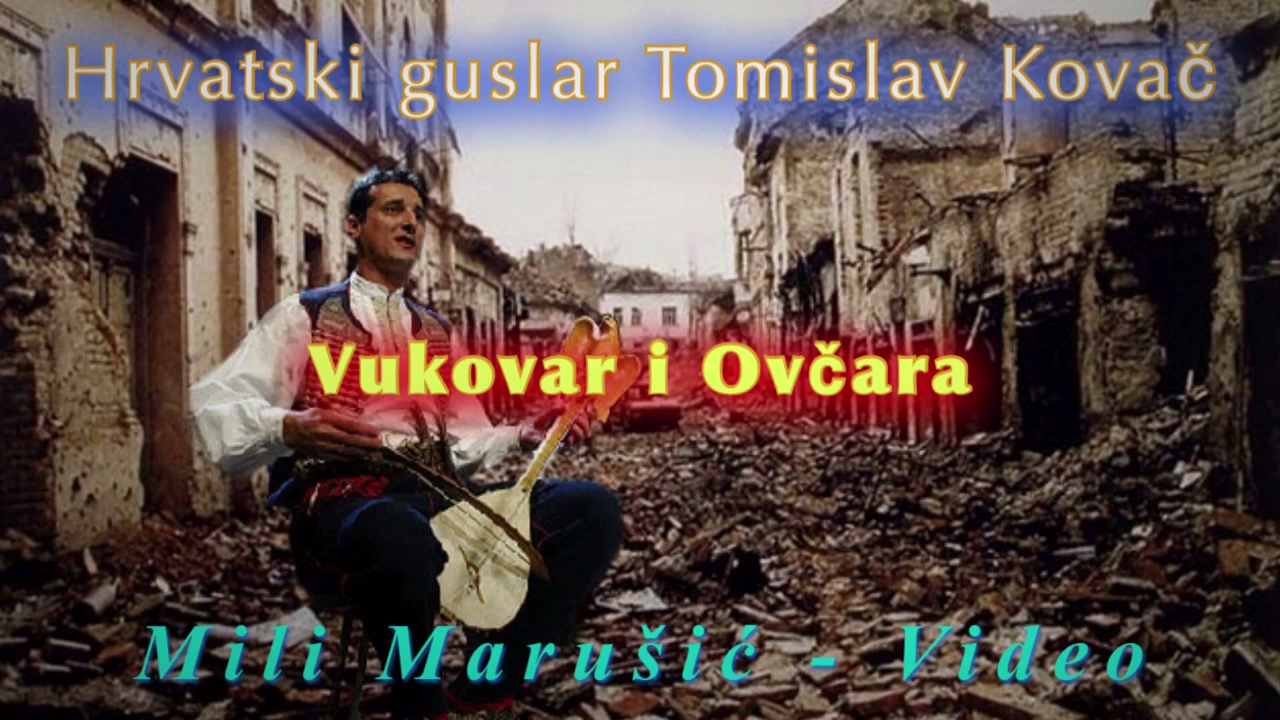 Hrvatski guslar Tomislav Kovač
Vukovar i Ovčara
Mili Marušić - Video